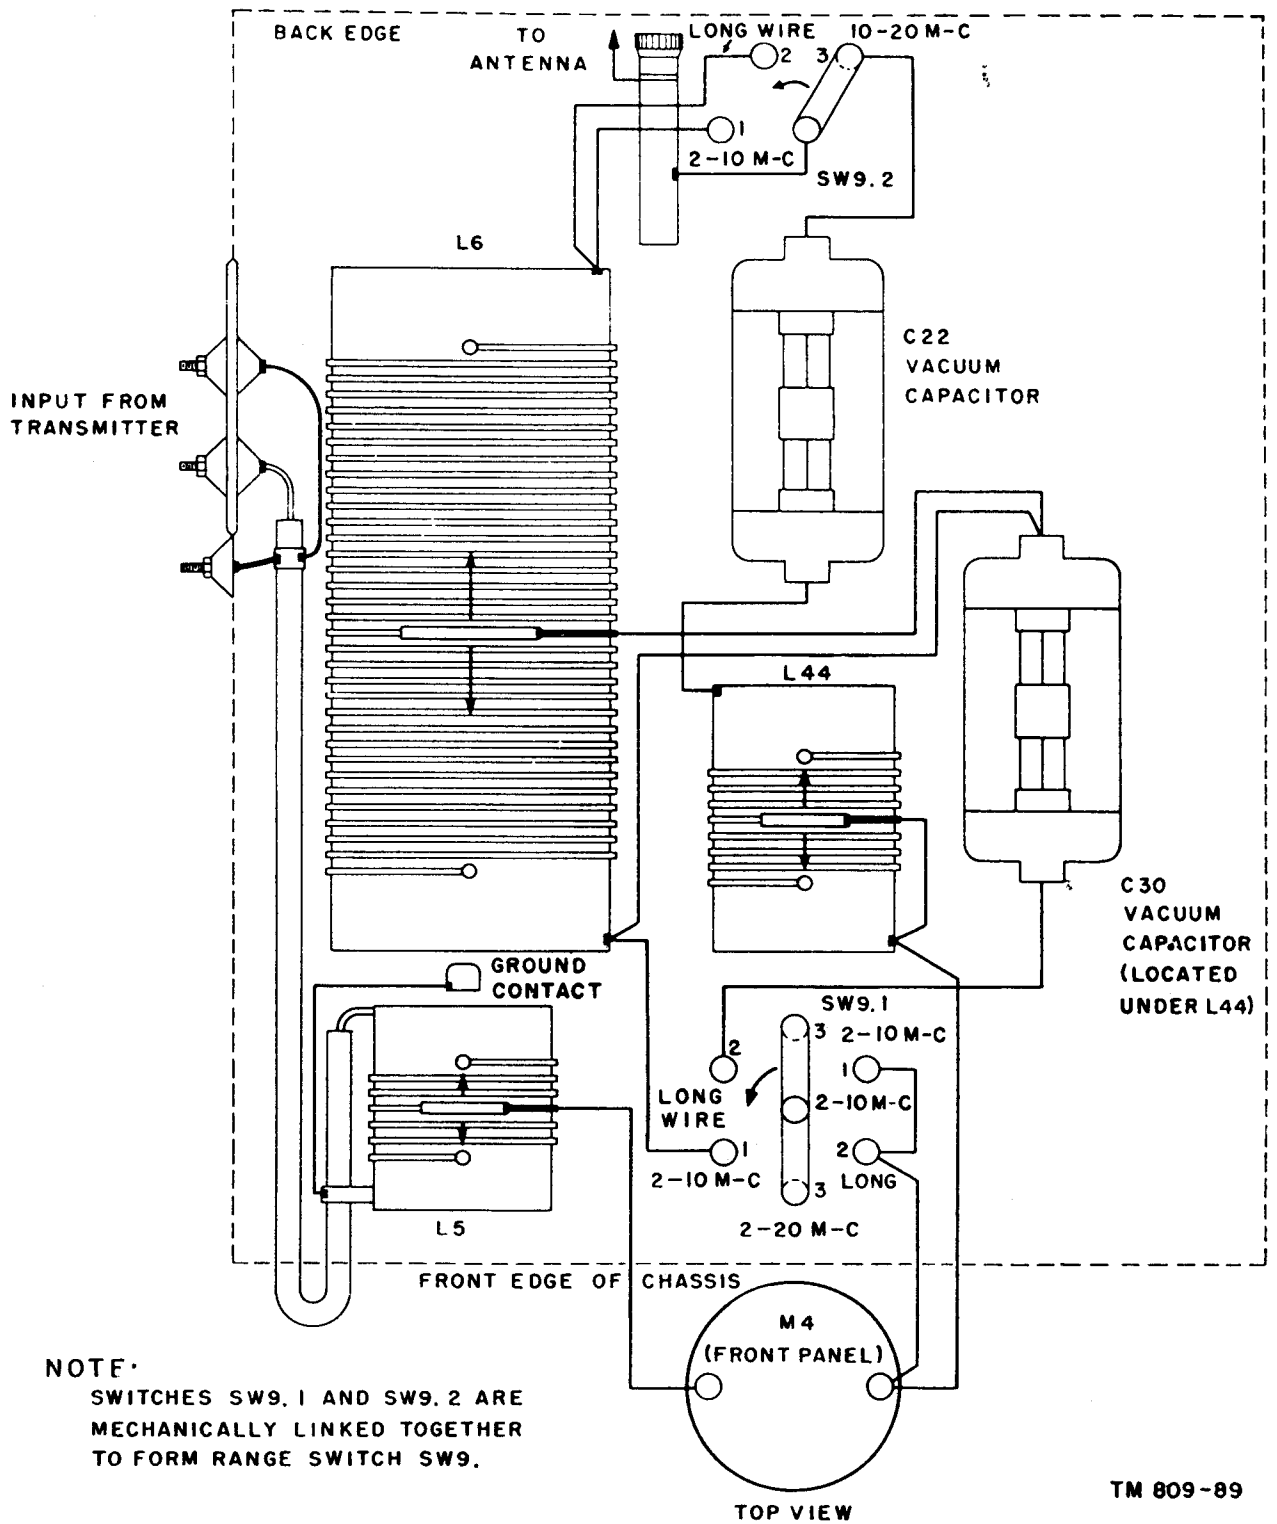 BACK EDGE
TO
ANTENNA
LONG WIRE
10-20 M-C
2
3
1
2-10 M-C
SW9.2
L6
C22
VACUUM
CAPACITOR
INPUT FROM
TRANSMITTER
L44
C30
VACUUM
CAPACITOR
(LOCATED
UNDER L44)
GROUND
CONTACT
SW9.1
3
2-10 M-C
2
1
LONG
WIRE
2-10 M-C
1
2
2-10 M-C
3
LONG
L5
2-20 M-C
FRONT EDGE OF CHASSIS
M4
(FRONT PANEL)
NOTE·
SWITCHES SW9.1 AND SW9.2 ARE
MECHANICALLY LINKED TOGETHER
TO FORM RANGE SWITCH SW9.
TM 809-89
TOP VIEW